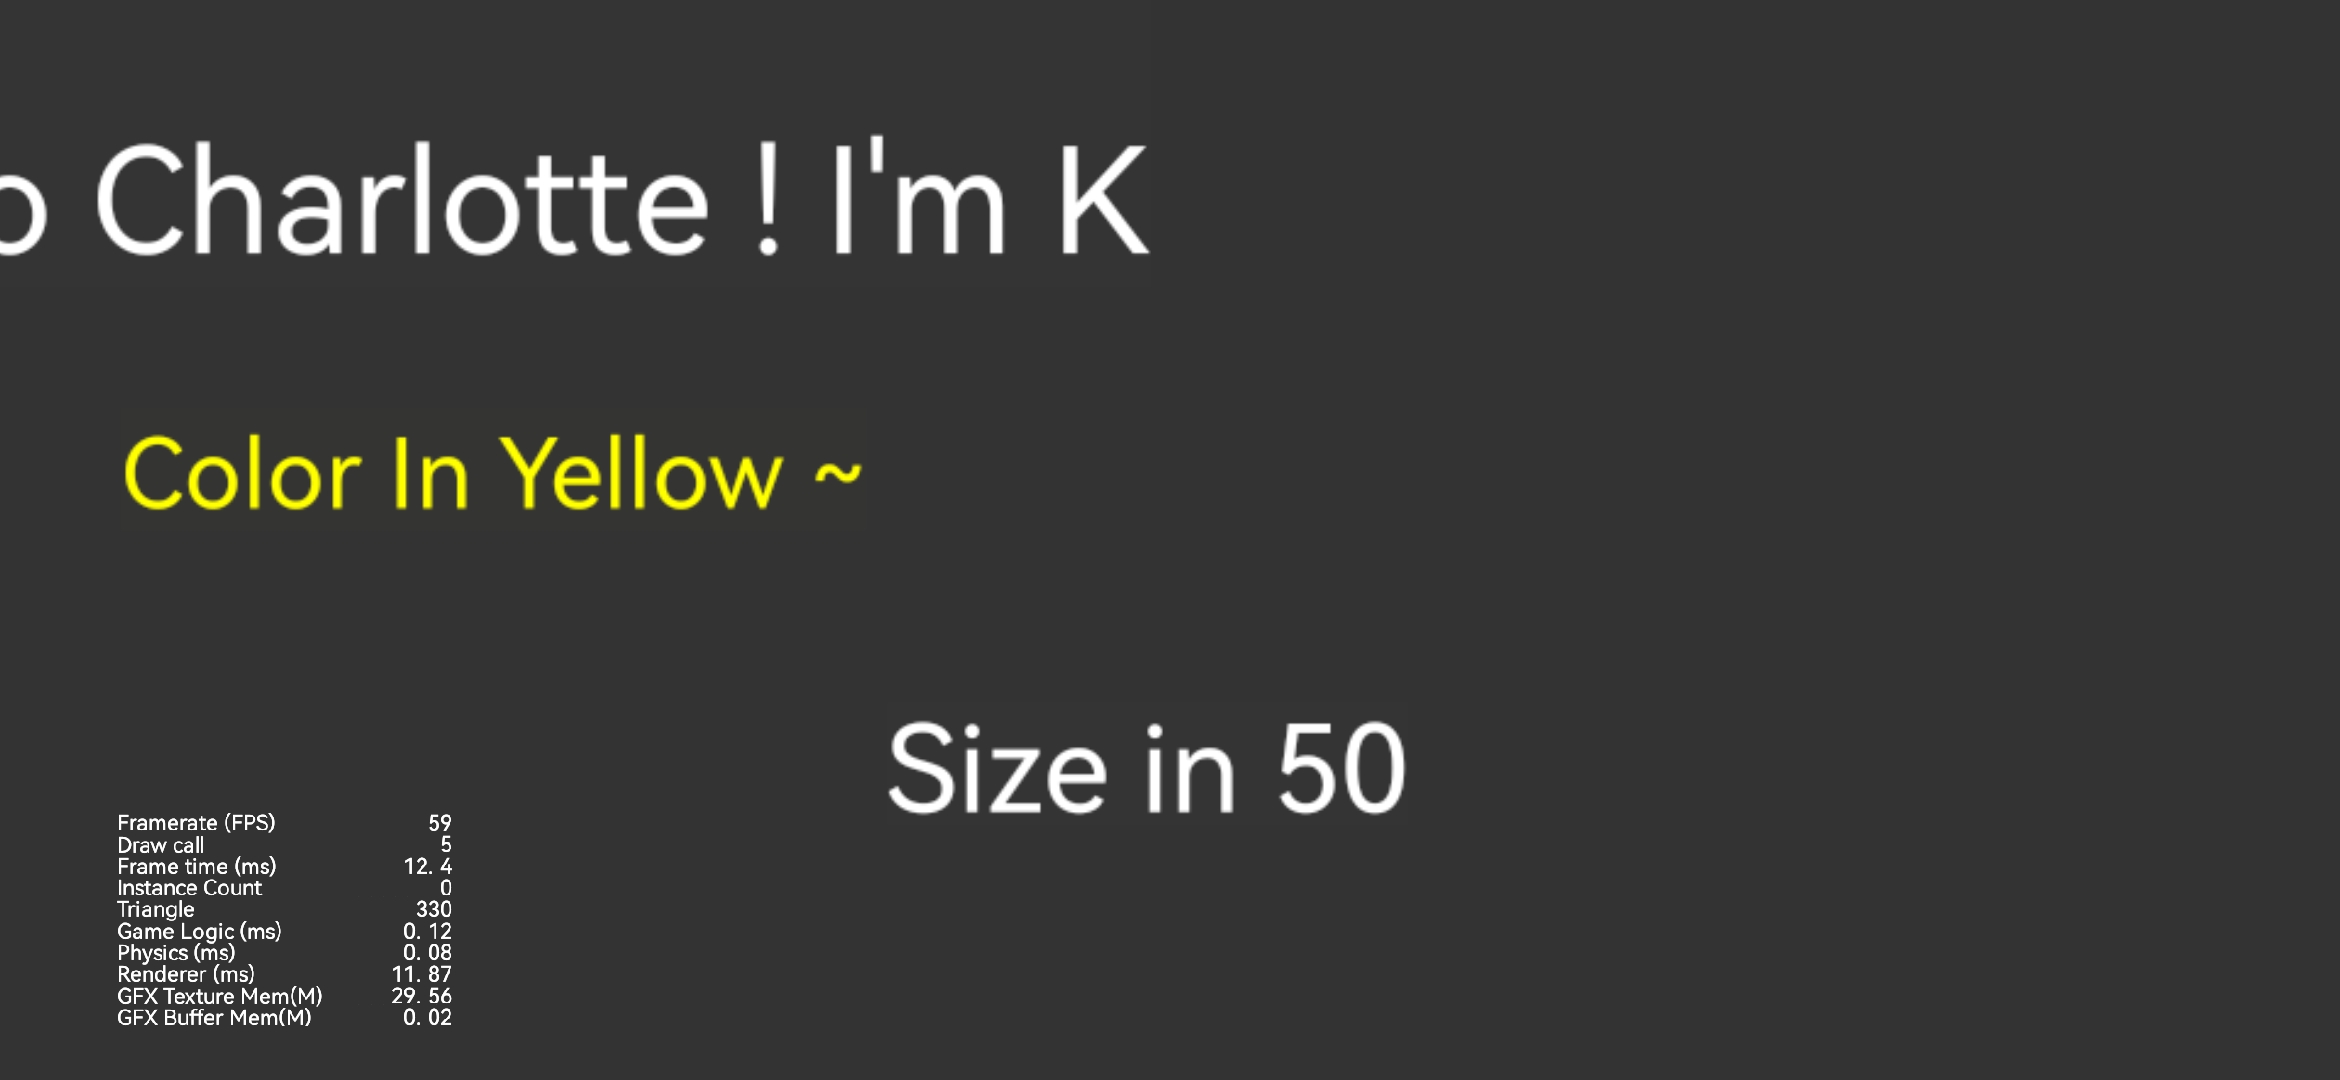 o Charlotte ! I'm K
Color In Yellow ~
Size in 50
Framerate (FPS) 59
Draw call 5
Frame time (ms) 12. 4
Instance Count 0
Triangle 330
Game Logic (ms) 0. 12
Physics (ms) 0. 08
Renderer (ms) 11. 87
GFX Texture Mem(M) 29. 56
GFX Buffer Mem(M) 0. 02